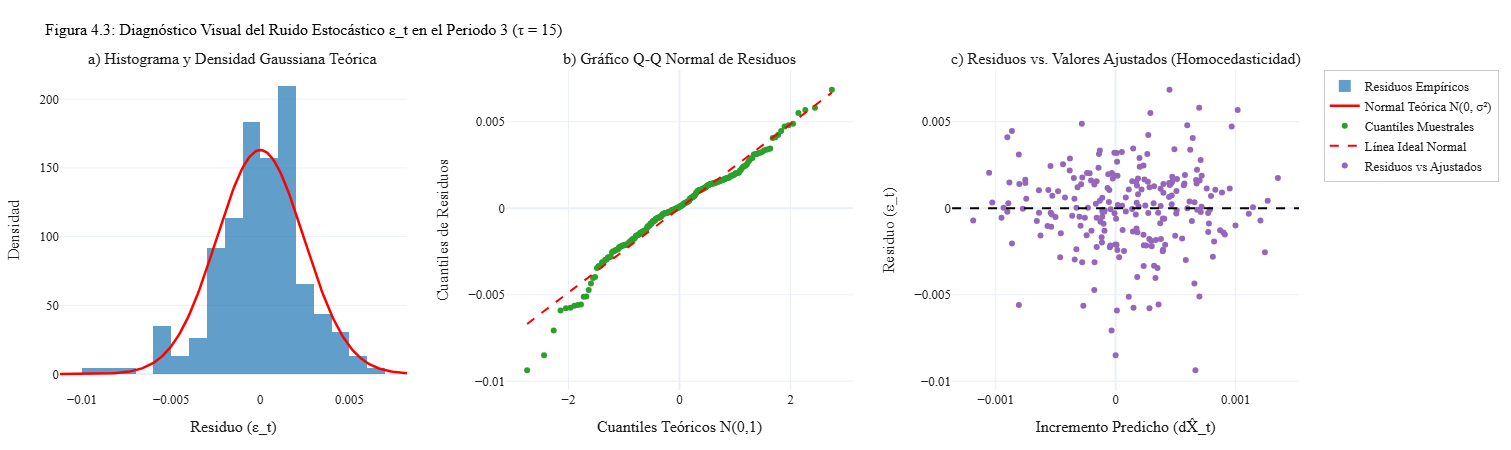 Figura 4.3: Diagnóstico Visual del Ruido Estocástico ε_t en el Periodo 3 (τ = 15)
a) Histograma y Densidad Gaussiana Teórica
200
150
100
50
0
−0.01 −0.005 0 0.005
Densidad
Residuo (ε_t)
b) Gráfico Q-Q Normal de Residuos
0.005
0
−0.005
−0.01
−2 0 2
Cuantiles de Residuos
Cuantiles Teóricos N(0,1)
c) Residuos vs. Valores Ajustados (Homocedasticidad)
0.005
0
−0.005
−0.01
−0.001 0 0.001
Residuo (ε_t)
Incremento Predicho (dX̂_t)
Residuos Empíricos
Normal Teórica N(0, σ²)
Cuantiles Muestrales
Línea Ideal Normal
Residuos vs Ajustados